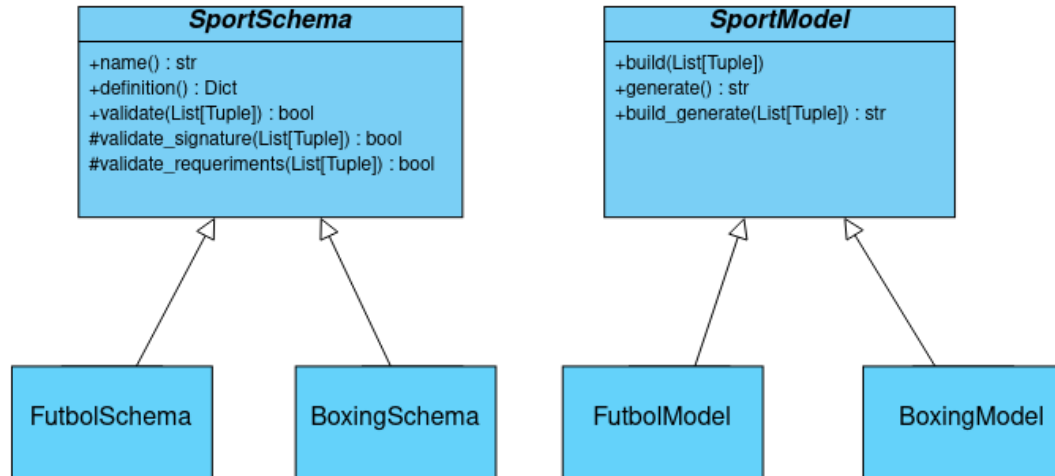 SportSchema
+name() : str
+definition() : Dict
+validate(List[Tuple]) : bool
#validate_signature(List[Tuple]) : bool
#validate_requeriments(List[Tuple]) : bool
SportModel
+build(List[Tuple])
+generate() : str
+build_generate(List[Tuple]) : str
FutbolSchema
BoxingSchema
FutbolModel
BoxingModel